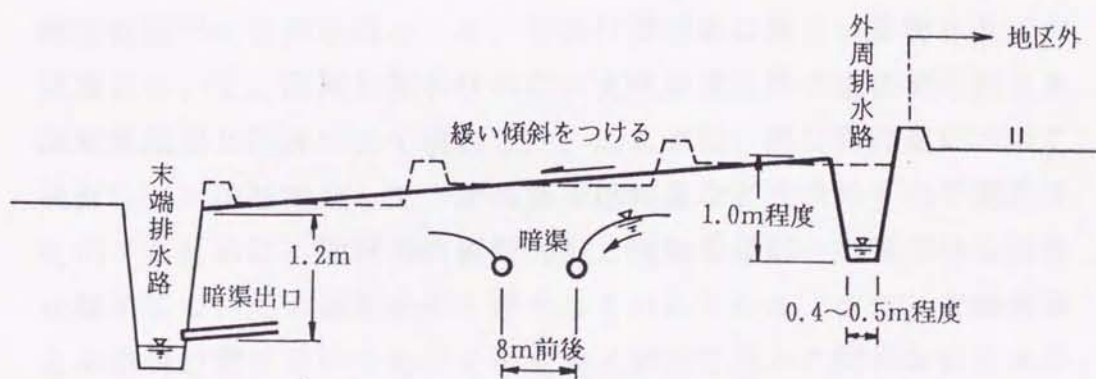 外周排水路
地区外
緩い傾斜をつける
末端排水路
1.0m程度
暗渠
1.2m
暗渠出口
0.4〜0.5m程度
8m前後